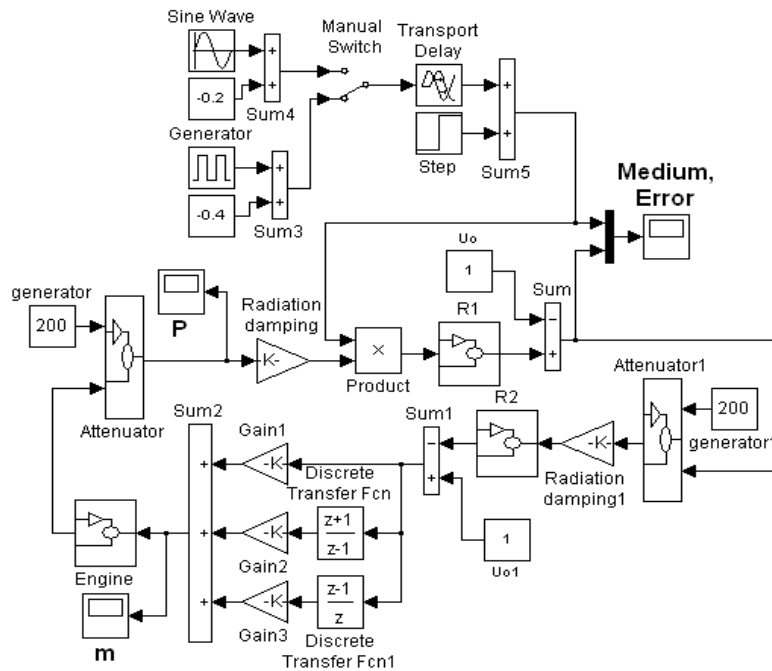 Sine Wave
+
-0.2
+
Sum4
Manual
Switch
Transport
Delay
+
+
Step
Sum5
Generator
+
-0.4
+
Sum3
Medium,
Error
Uo
1
Sum
−
+
generator
200
P
Attenuator
Radiation
damping
K-
×
Product
R1
Attenuator1
200
generator1
R2
Radiation
damping1
-K-
Sum1
−
+
1
Uo1
Sum2
+
+
+
Gain1
-K-
Discrete
Transfer Fcn
-K-
z+1
z-1
Gain2
-K-
z-1
z
Gain3
Discrete
Transfer Fcn1
Engine
m